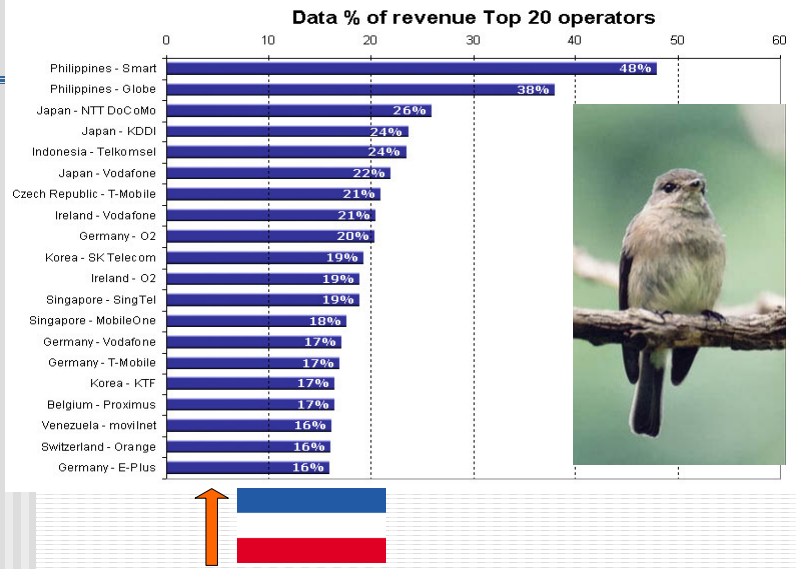 Data % of revenue Top 20 operators
0 10 20 30 40 50 60
Philippines - Smart 48%
Philippines - Globe 38%
Japan - NTT DoCoMo 26%
Japan - KDDI 24%
Indonesia - Telkomsel 24%
Japan - Vodafone 22%
Czech Republic - T-Mobile 21%
Ireland - Vodafone 21%
Germany - O2 20%
Korea - SK Telecom 19%
Ireland - O2 19%
Singapore - SingTel 19%
Singapore - MobileOne 18%
Germany - Vodafone 17%
Germany - T-Mobile 17%
Korea - KTF 17%
Belgium - Proximus 17%
Venezuela - movilnet 16%
Switzerland - Orange 16%
Germany - E-Plus 16%